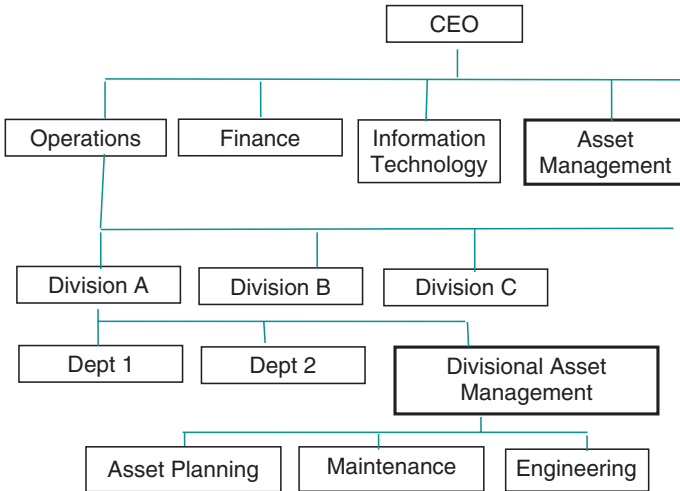 CEO
Operations
Finance
Information
Technology
Asset
Management
Division A
Division B
Division C
Dept 1
Dept 2
Divisional Asset
Management
Asset Planning
Maintenance
Engineering